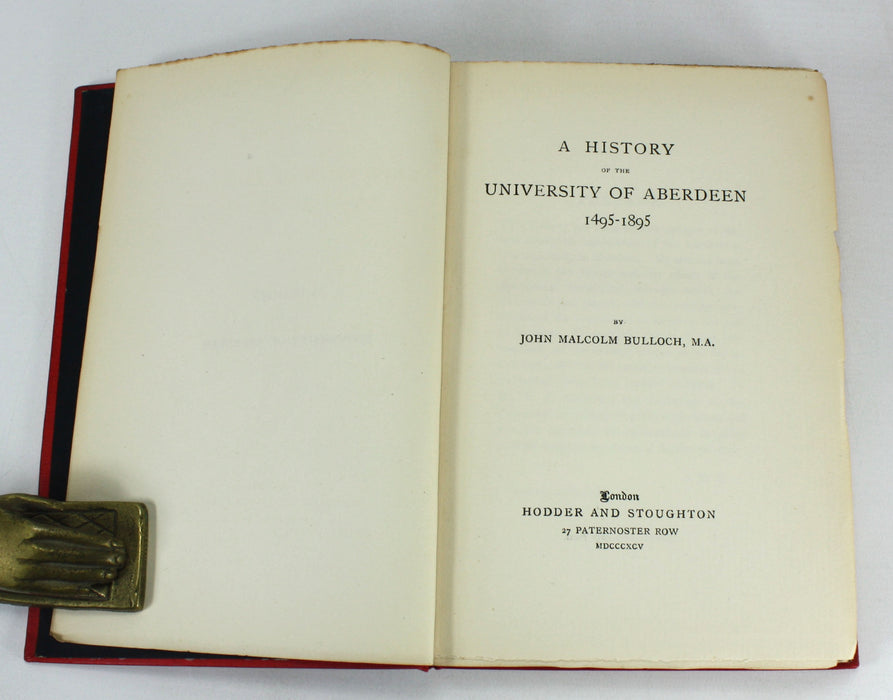 A HISTORY
OF THE
UNIVERSITY OF ABERDEEN
1495-1895
BY
JOHN MALCOLM BULLOCH, M.A.
London
HODDER AND STOUGHTON
27 PATERNOSTER ROW
MDCCCXCV